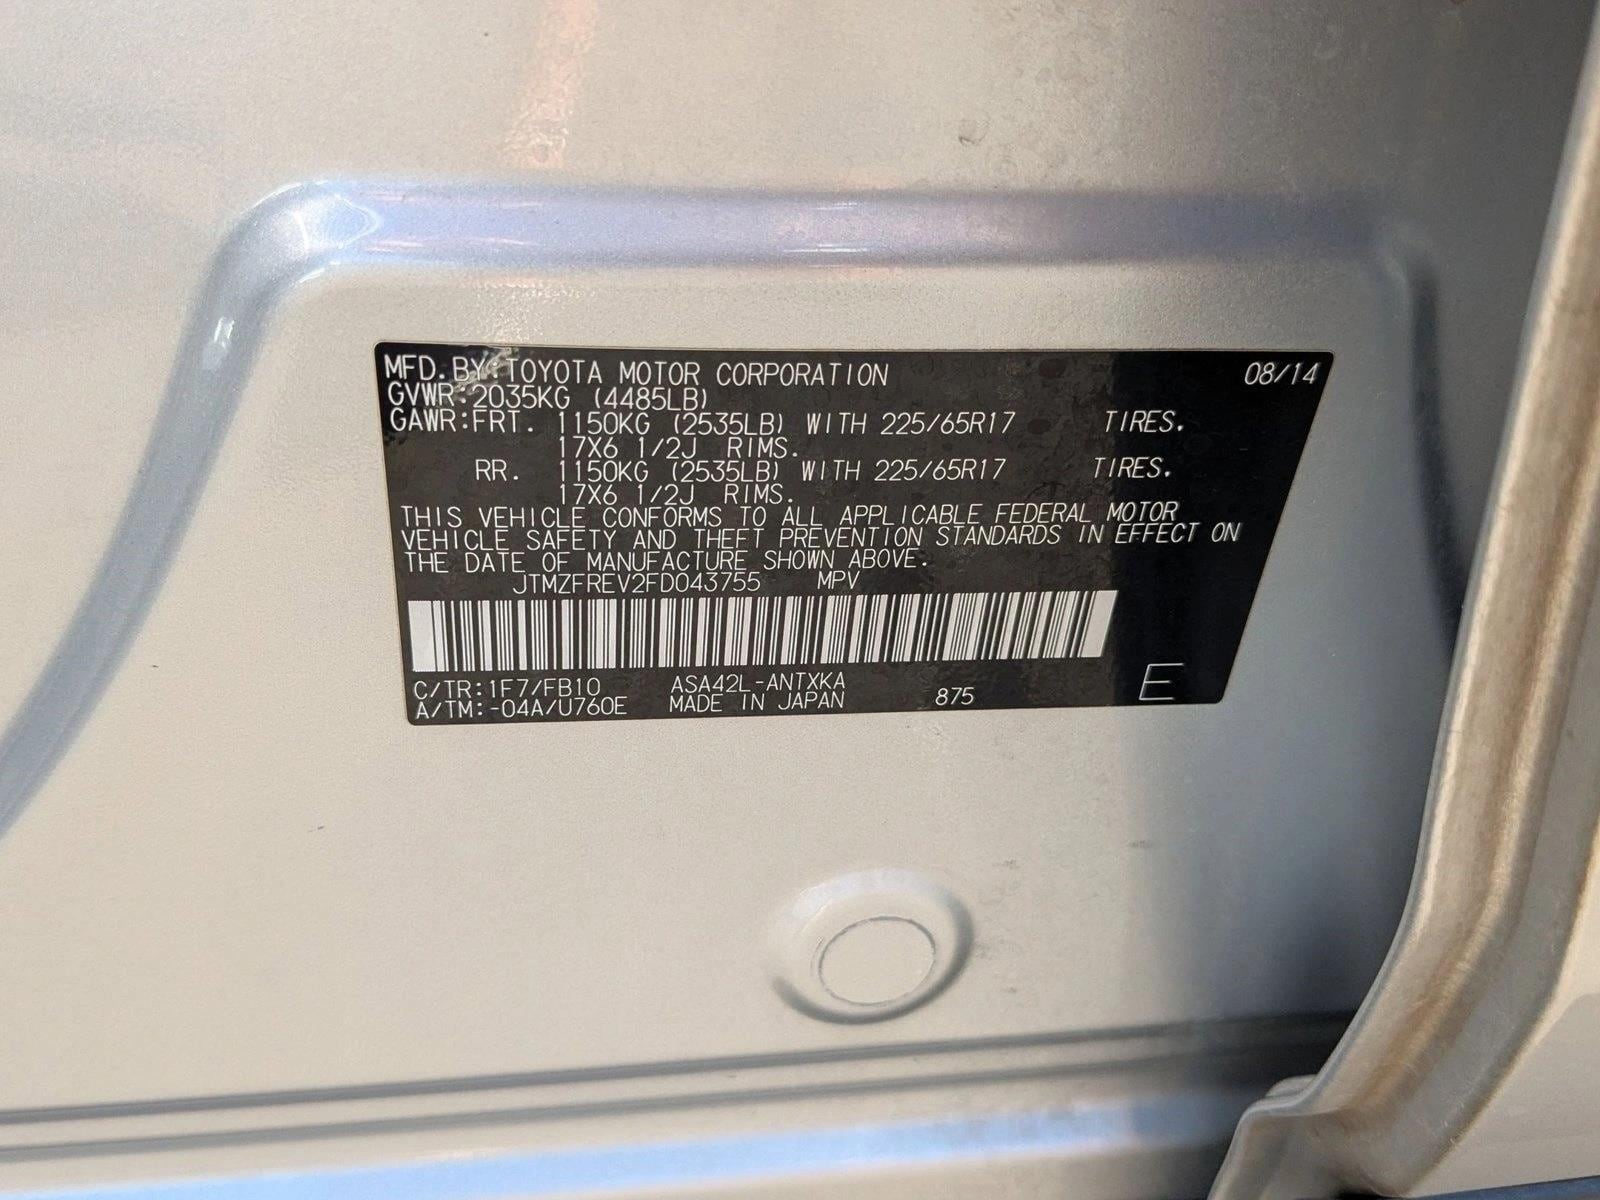 MFD. BY: TOYOTA MOTOR CORPORATION 08/14
GVWR: 2035KG (4485LB)
GAWR: FRT. 1150KG (2535LB) WITH 225/65R17 TIRES.
17X6 1/2J RIMS.
RR. 1150KG (2535LB) WITH 225/65R17 TIRES.
17X6 1/2J RIMS.
THIS VEHICLE CONFORMS TO ALL APPLICABLE FEDERAL MOTOR
VEHICLE SAFETY AND THEFT PREVENTION STANDARDS IN EFFECT ON
THE DATE OF MANUFACTURE SHOWN ABOVE.
JTMZFREV2FD043755 MPV
C/TR: 1F7/FB10 ASA42L-ANTXKA
A/TM: -04A/U760E MADE IN JAPAN 875 E